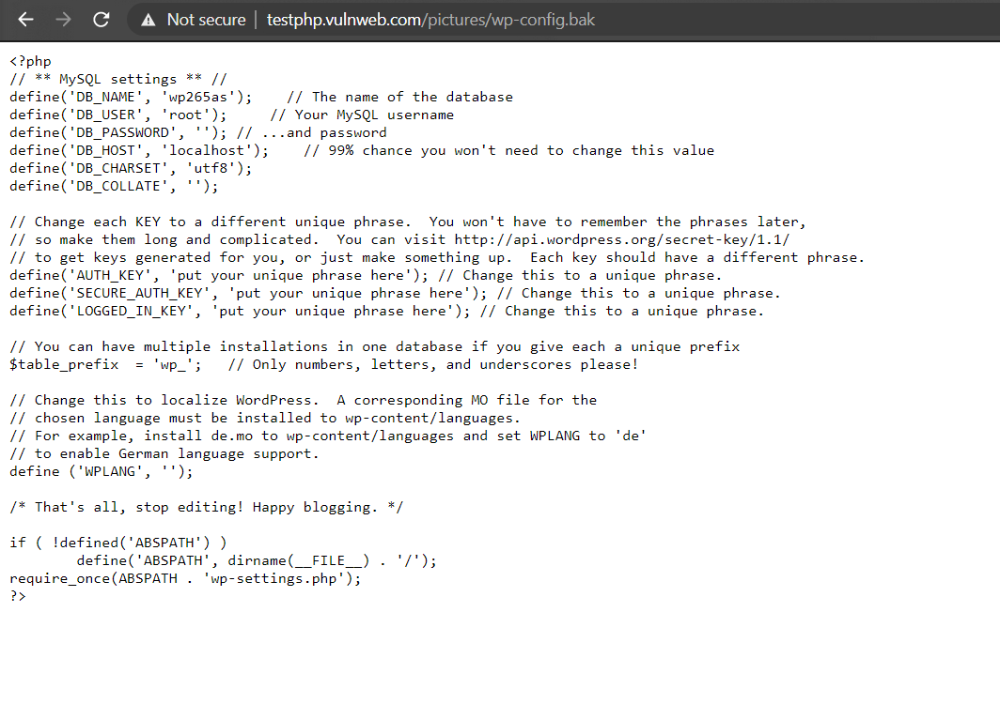 Not secure | testphp.vulnweb.com/pictures/wp-config.bak
<?php
// ** MySQL settings ** //
define('DB_NAME', 'wp265as');    // The name of the database
define('DB_USER', 'root');     // Your MySQL username
define('DB_PASSWORD', ''); // ...and password
define('DB_HOST', 'localhost');    // 99% chance you won't need to change this value
define('DB_CHARSET', 'utf8');
define('DB_COLLATE', '');

// Change each KEY to a different unique phrase.  You won't have to remember the phrases later,
// so make them long and complicated.  You can visit http://api.wordpress.org/secret-key/1.1/
// to get keys generated for you, or just make something up.  Each key should have a different phrase.
define('AUTH_KEY', 'put your unique phrase here'); // Change this to a unique phrase.
define('SECURE_AUTH_KEY', 'put your unique phrase here'); // Change this to a unique phrase.
define('LOGGED_IN_KEY', 'put your unique phrase here'); // Change this to a unique phrase.

// You can have multiple installations in one database if you give each a unique prefix
$table_prefix  = 'wp_';   // Only numbers, letters, and underscores please!

// Change this to localize WordPress.  A corresponding MO file for the
// chosen language must be installed to wp-content/languages.
// For example, install de.mo to wp-content/languages and set WPLANG to 'de'
// to enable German language support.
define ('WPLANG', '');

/* That's all, stop editing! Happy blogging. */

if ( !defined('ABSPATH') )
        define('ABSPATH', dirname(__FILE__) . '/');
require_once(ABSPATH . 'wp-settings.php');
?>